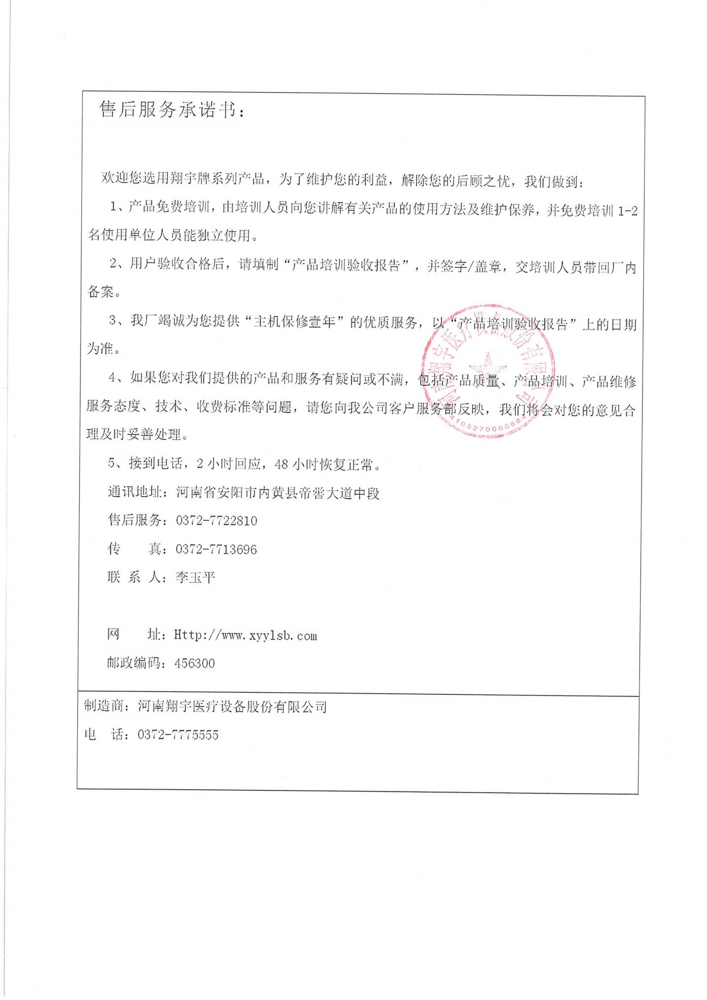 售后服务承诺书：
欢迎您选用翔宇牌系列产品，为了维护您的利益，解除您的后顾之忧，我们做到：
1、产品免费培训，由培训人员向您讲解有关产品的使用方法及维护保养，并免费培训 1-2
名使用单位人员能独立使用。
2、用户验收合格后，请填制“产品培训验收报告”，并签字/盖章，交培训人员带回厂内
备案。
3、我厂竭诚为您提供“主机保修壹年”的优质服务，以“产品培训验收报告”上的日期
为准。
4、如果您对我们提供的产品和服务有疑问或不满，包括产品质量、产品培训、产品维修
服务态度、技术、收费标准等问题，请您向我公司客户服务部反映，我们将会对您的意见合
理及时妥善处理。
河南翔宇医疗设备股份有限公司
4105270005664
5、接到电话，2 小时回应，48 小时恢复正常。
通讯地址：河南省安阳市内黄县帝喾大道中段
售后服务：0372-7722810
传　　真：0372-7713696
联 系 人：李玉平
网　　址：Http://www.xyylsb.com
邮政编码：456300
制造商：河南翔宇医疗设备股份有限公司
电　话：0372-7775555